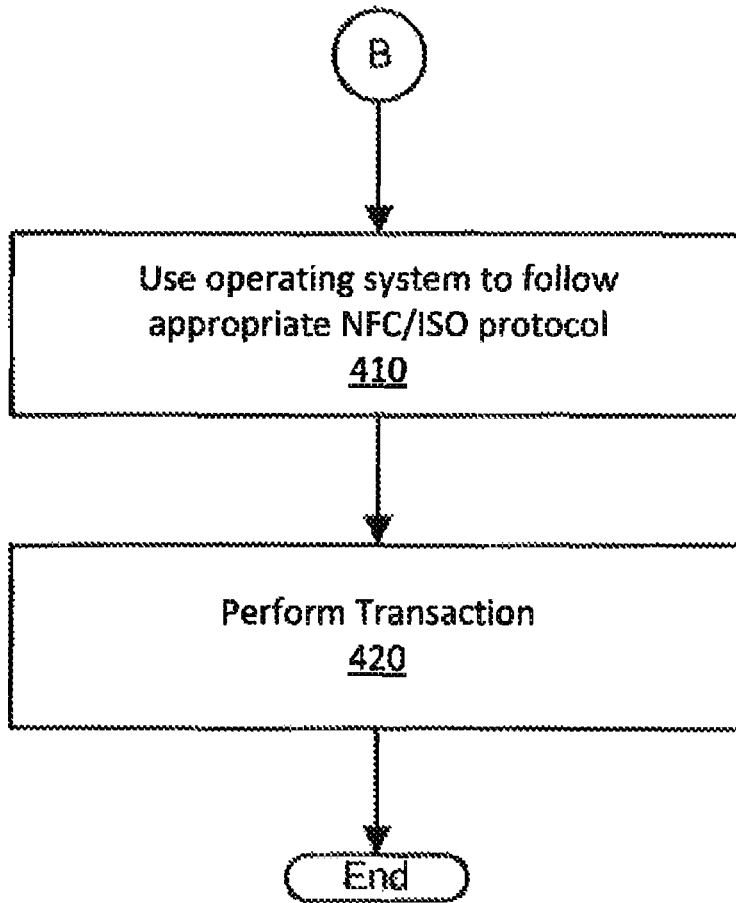 B
Use operating system to follow
appropriate NFC/ISO protocol
410
Perform Transaction
420
End